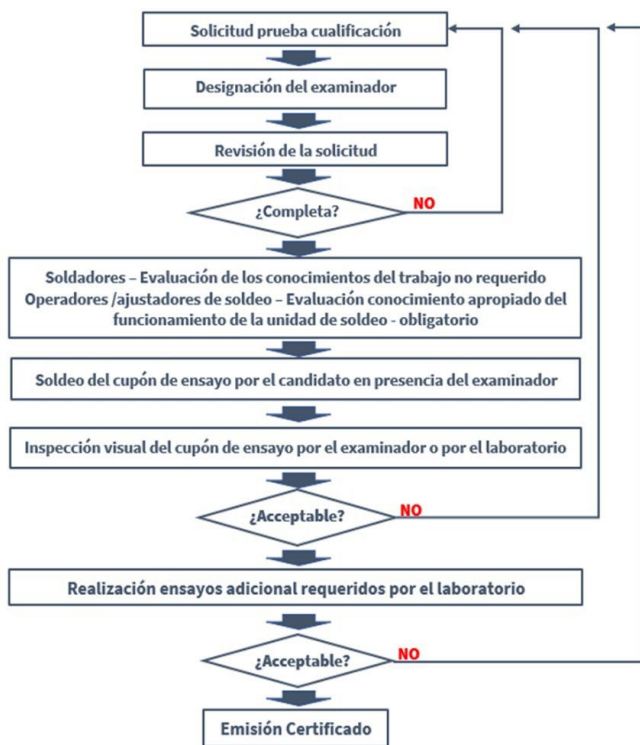 Solicitud prueba cualificación
Designación del examinador
Revisión de la solicitud
¿Completa?
NO
Soldadores – Evaluación de los conocimientos del trabajo no requerido
Operadores /ajustadores de soldeo – Evaluación conocimiento apropiado del
funcionamiento de la unidad de soldeo - obligatorio
Soldeo del cupón de ensayo por el candidato en presencia del examinador
Inspección visual del cupón de ensayo por el examinador o por el laboratorio
¿Acceptable?
NO
Realización ensayos adicional requeridos por el laboratorio
¿Acceptable?
NO
Emisión Certificado